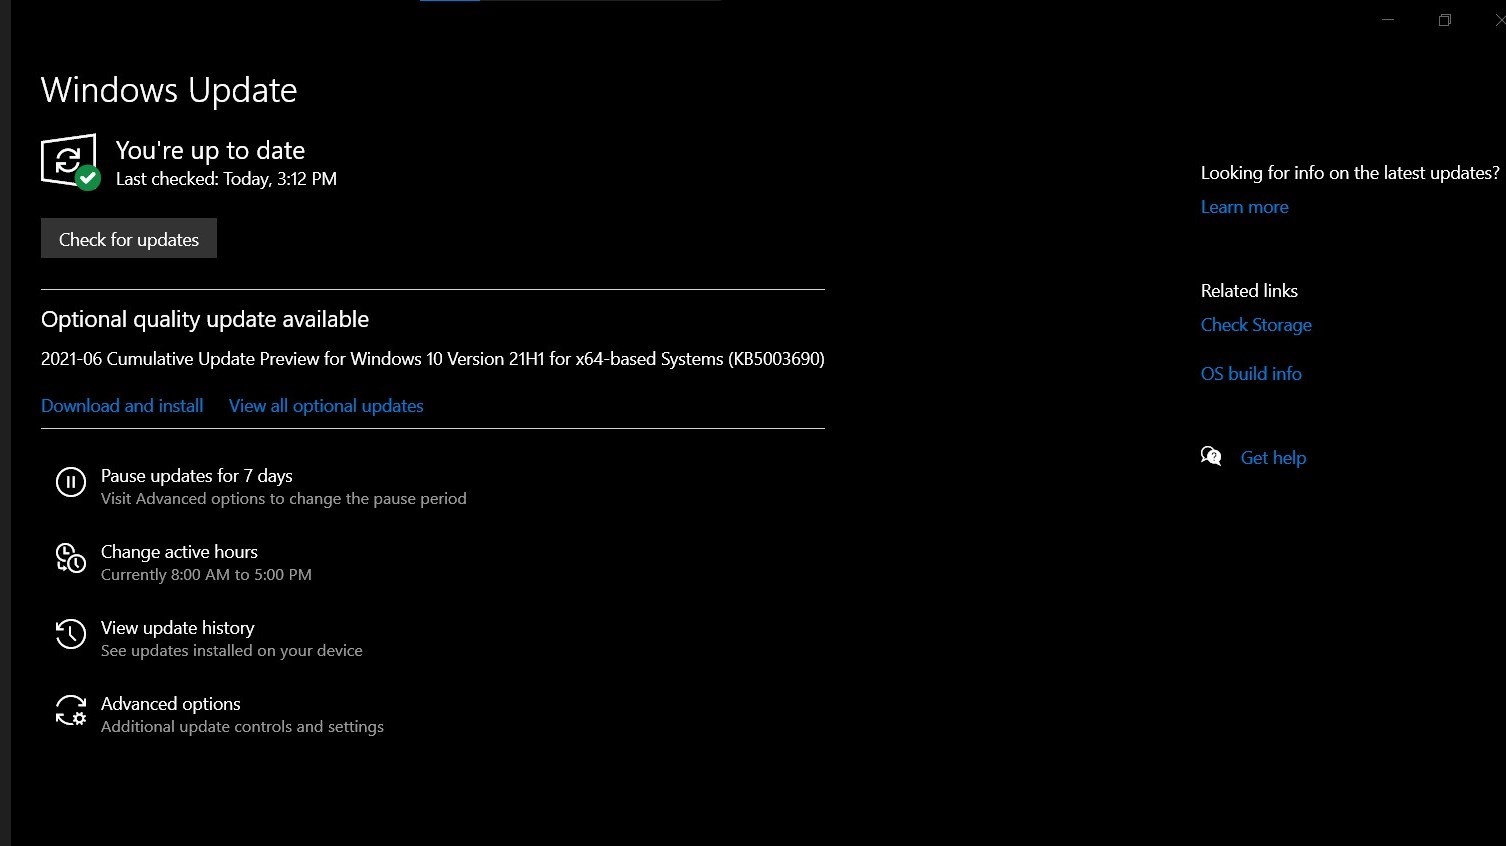 Windows Update
You're up to date
Last checked: Today, 3:12 PM
Check for updates
Optional quality update available
2021-06 Cumulative Update Preview for Windows 10 Version 21H1 for x64-based Systems (KB5003690)
Download and install View all optional updates
Pause updates for 7 days
Visit Advanced options to change the pause period
Change active hours
Currently 8:00 AM to 5:00 PM
View update history
See updates installed on your device
Advanced options
Additional update controls and settings
Looking for info on the latest updates?
Learn more
Related links
Check Storage
OS build info
Get help